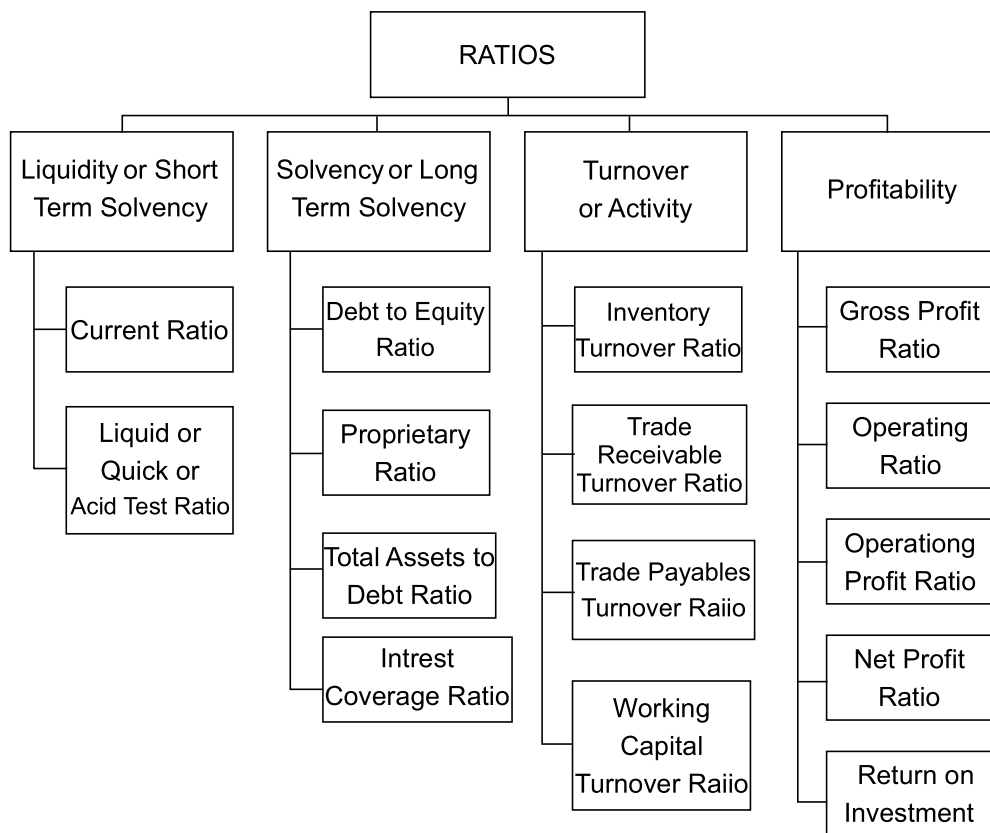 RATIOS
Liquidity or Short
Term Solvency
Current Ratio
Liquid or
Quick or
Acid Test Ratio
Solvency or Long
Term Solvency
Debt to Equity
Ratio
Proprietary
Ratio
Total Assets to
Debt Ratio
Intrest
Coverage Ratio
Turnover
or Activity
Inventory
Turnover Ratio
Trade
Receivable
Turnover Ratio
Trade Payables
Turnover Raiio
Working
Capital
Turnover Raiio
Profitability
Gross Profit
Ratio
Operating
Ratio
Operationg
Profit Ratio
Net Profit
Ratio
Return on
Investment